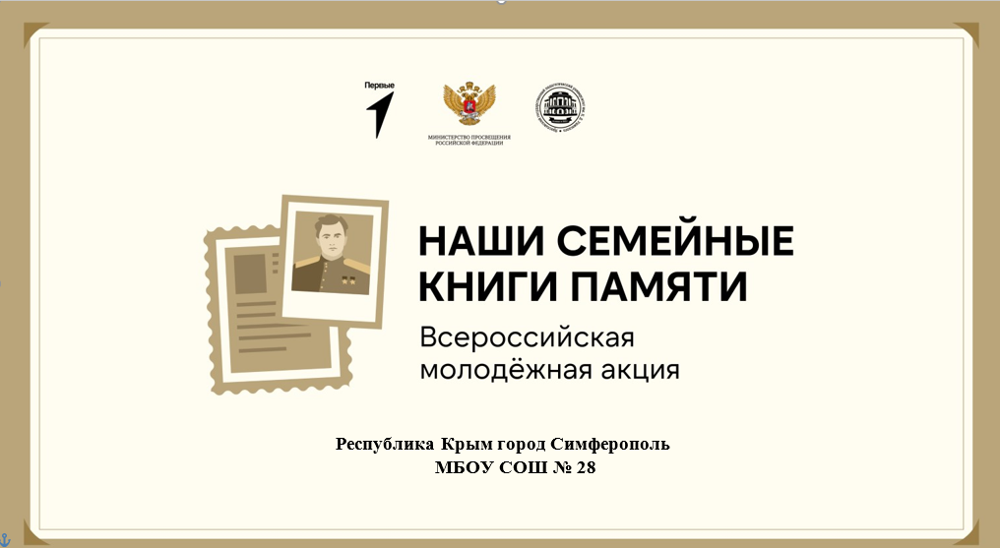 Первые
МИНИСТЕРСТВО ПРОСВЕЩЕНИЯ
РОССИЙСКОЙ ФЕДЕРАЦИИ
НАШИ СЕМЕЙНЫЕ
КНИГИ ПАМЯТИ
Всероссийская
молодёжная акция
Республика Крым город Симферополь
МБОУ СОШ № 28